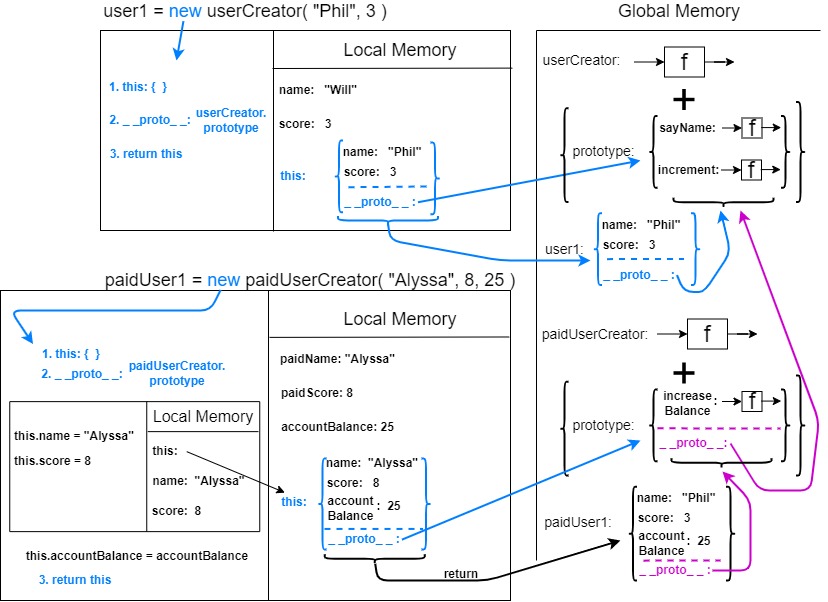 user1 = new userCreator( "Phil", 3 )
Local Memory
1. this: { }
2. _ _proto_ _: userCreator.
prototype
3. return this
name: "Will"
score: 3
this:
name: "Phil"
score: 3
_ _proto_ _ :
Global Memory
userCreator: f
+
prototype:
sayName: f
increment: f
user1:
name: "Phil"
score: 3
_ _proto_ _ :
paidUser1 = new paidUserCreator( "Alyssa", 8, 25 )
Local Memory
1. this: { }
2. _ _proto_ _: paidUserCreator.
prototype
this.name = "Alyssa"
this.score = 8
Local Memory
this:
name: "Alyssa"
score: 8
this.accountBalance = accountBalance
3. return this
paidName: "Alyssa"
paidScore: 8
accountBalance: 25
this:
name: "Alyssa"
score: 8
account
Balance : 25
_ _proto_ _ :
return
paidUserCreator: f
+
prototype:
increase
Balance : f
_ _proto_ _:
paidUser1:
name: "Phil"
score: 3
account
Balance : 25
_ _proto_ _ :